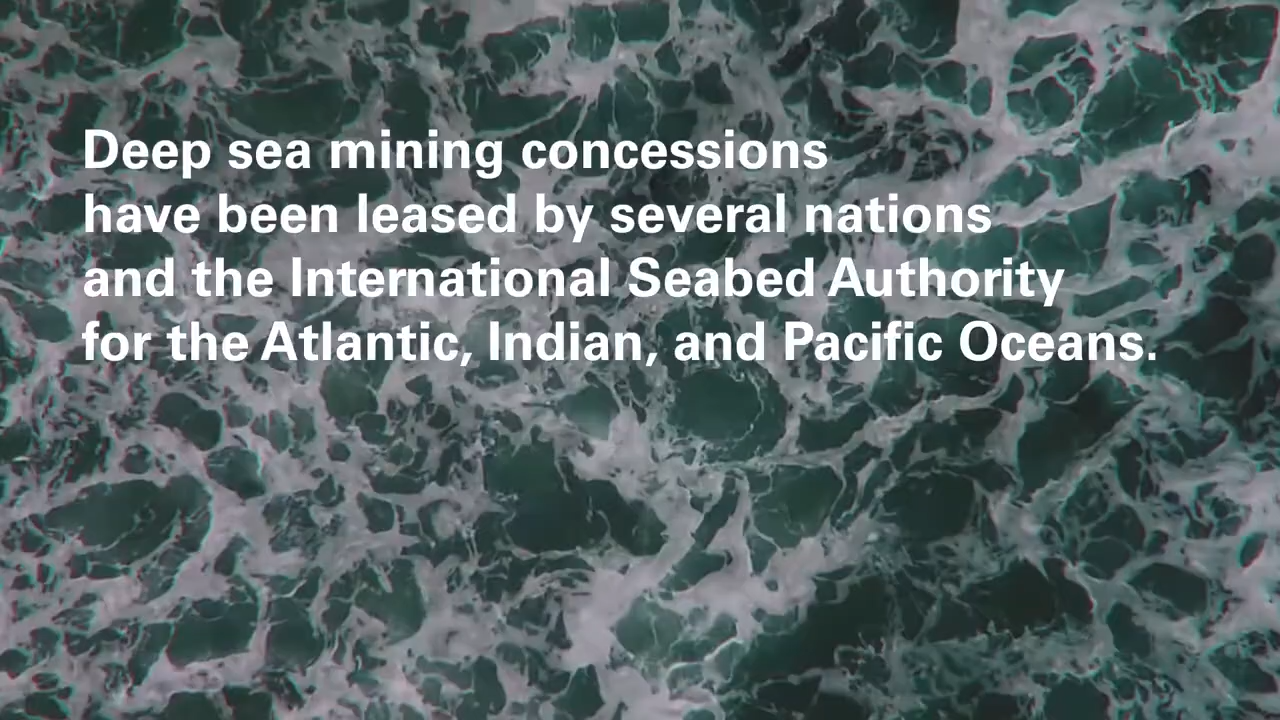 Deep sea mining concessions
have been leased by several nations
and the International Seabed Authority
for the Atlantic, Indian, and Pacific Oceans.